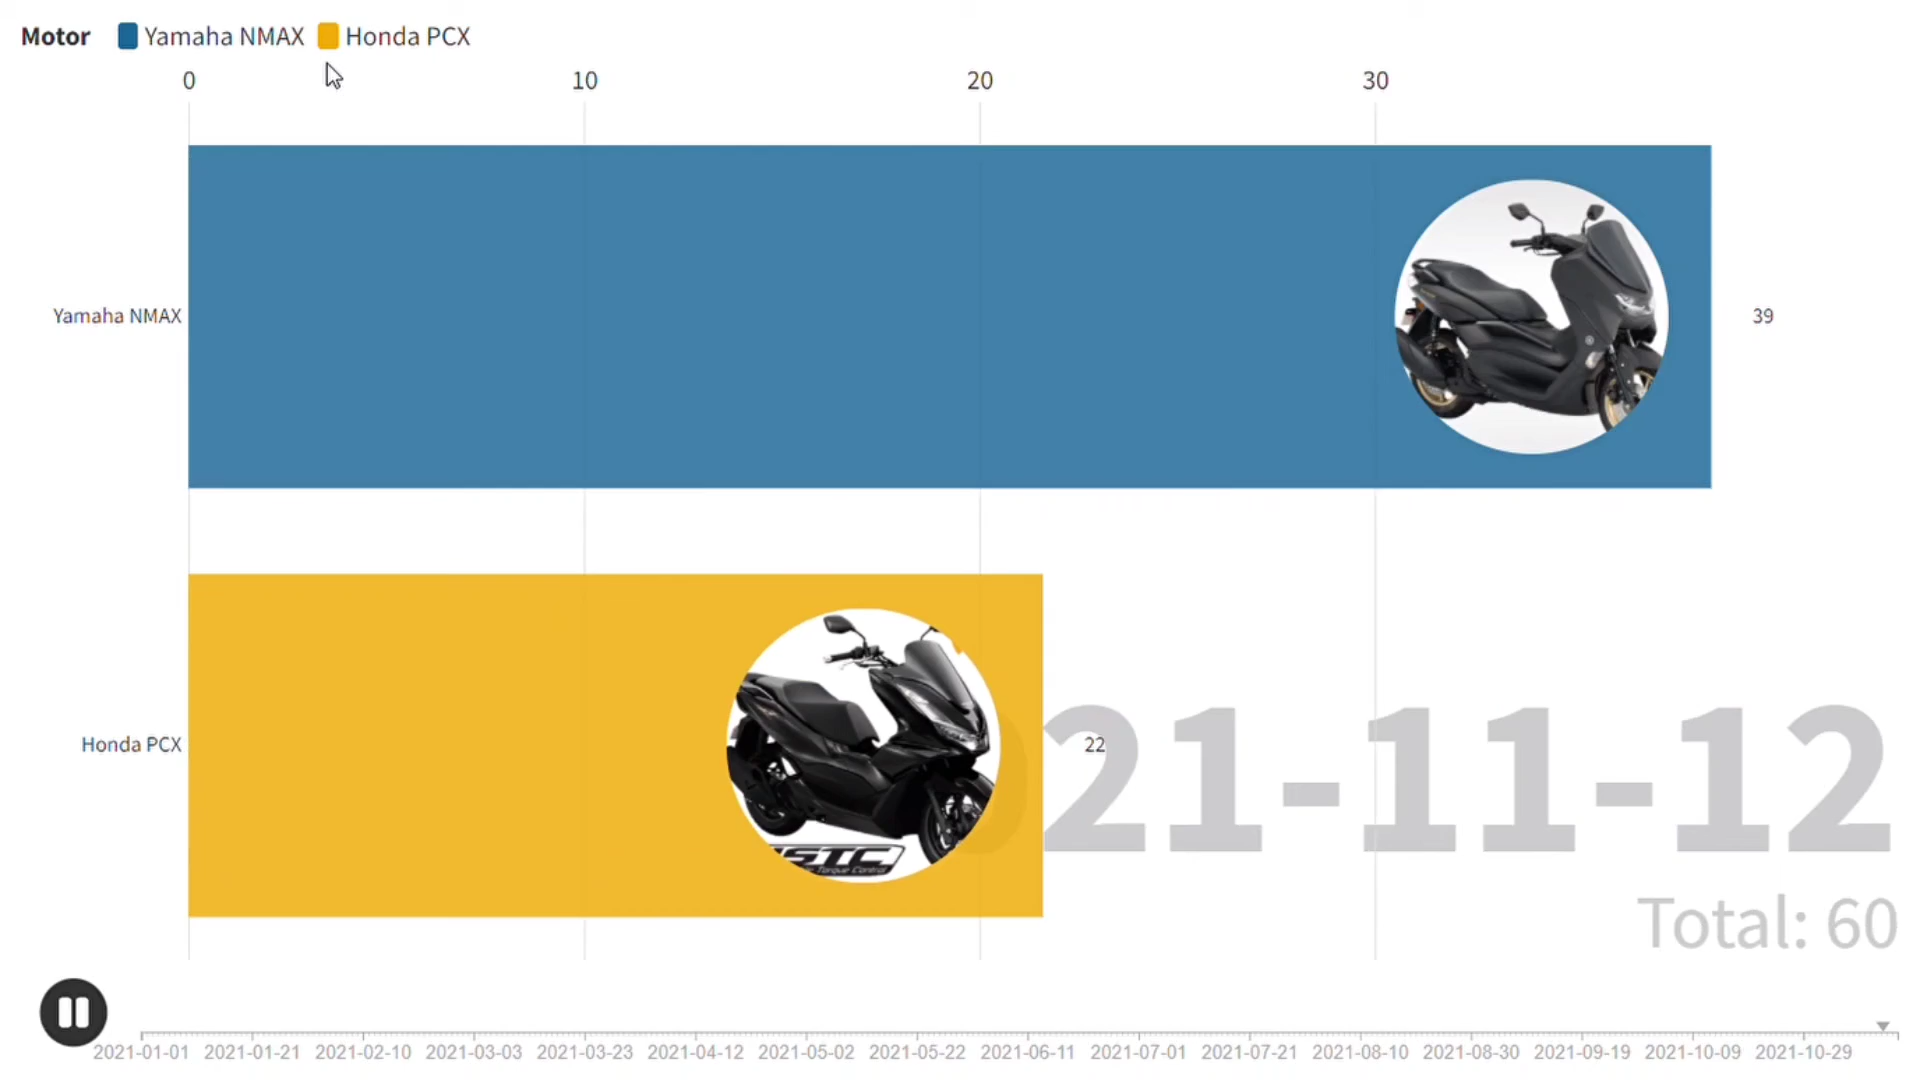 Motor Yamaha NMAX Honda PCX
0 10 20 30
Yamaha NMAX 39
Honda PCX 22
021-11-12
Total: 60
2021-01-01 2021-01-21 2021-02-10 2021-03-03 2021-03-23 2021-04-12 2021-05-02 2021-05-22 2021-06-11 2021-07-01 2021-07-21 2021-08-10 2021-08-30 2021-09-19 2021-10-09 2021-10-29